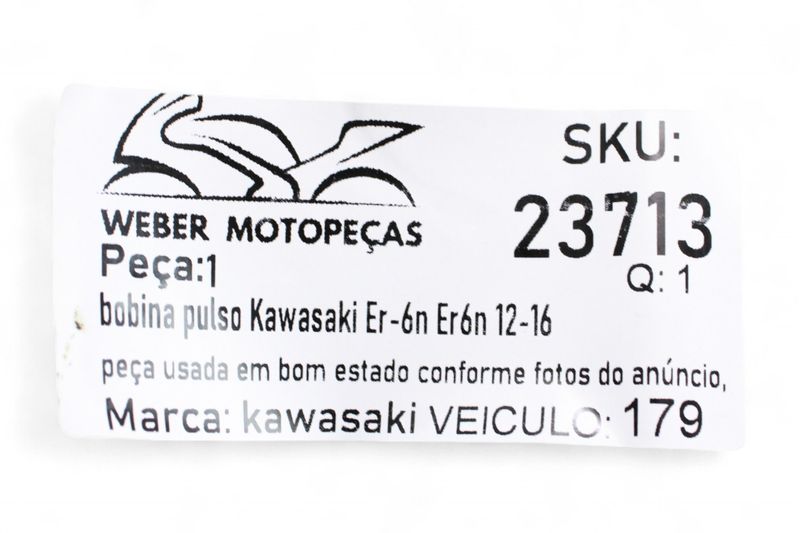 WEBER MOTOPEÇAS
SKU:
23713
Q: 1
Peça:1
bobina pulso Kawasaki Er-6n Er6n 12-16
peça usada em bom estado conforme fotos do anúncio,
Marca: kawasaki VEICULO: 179